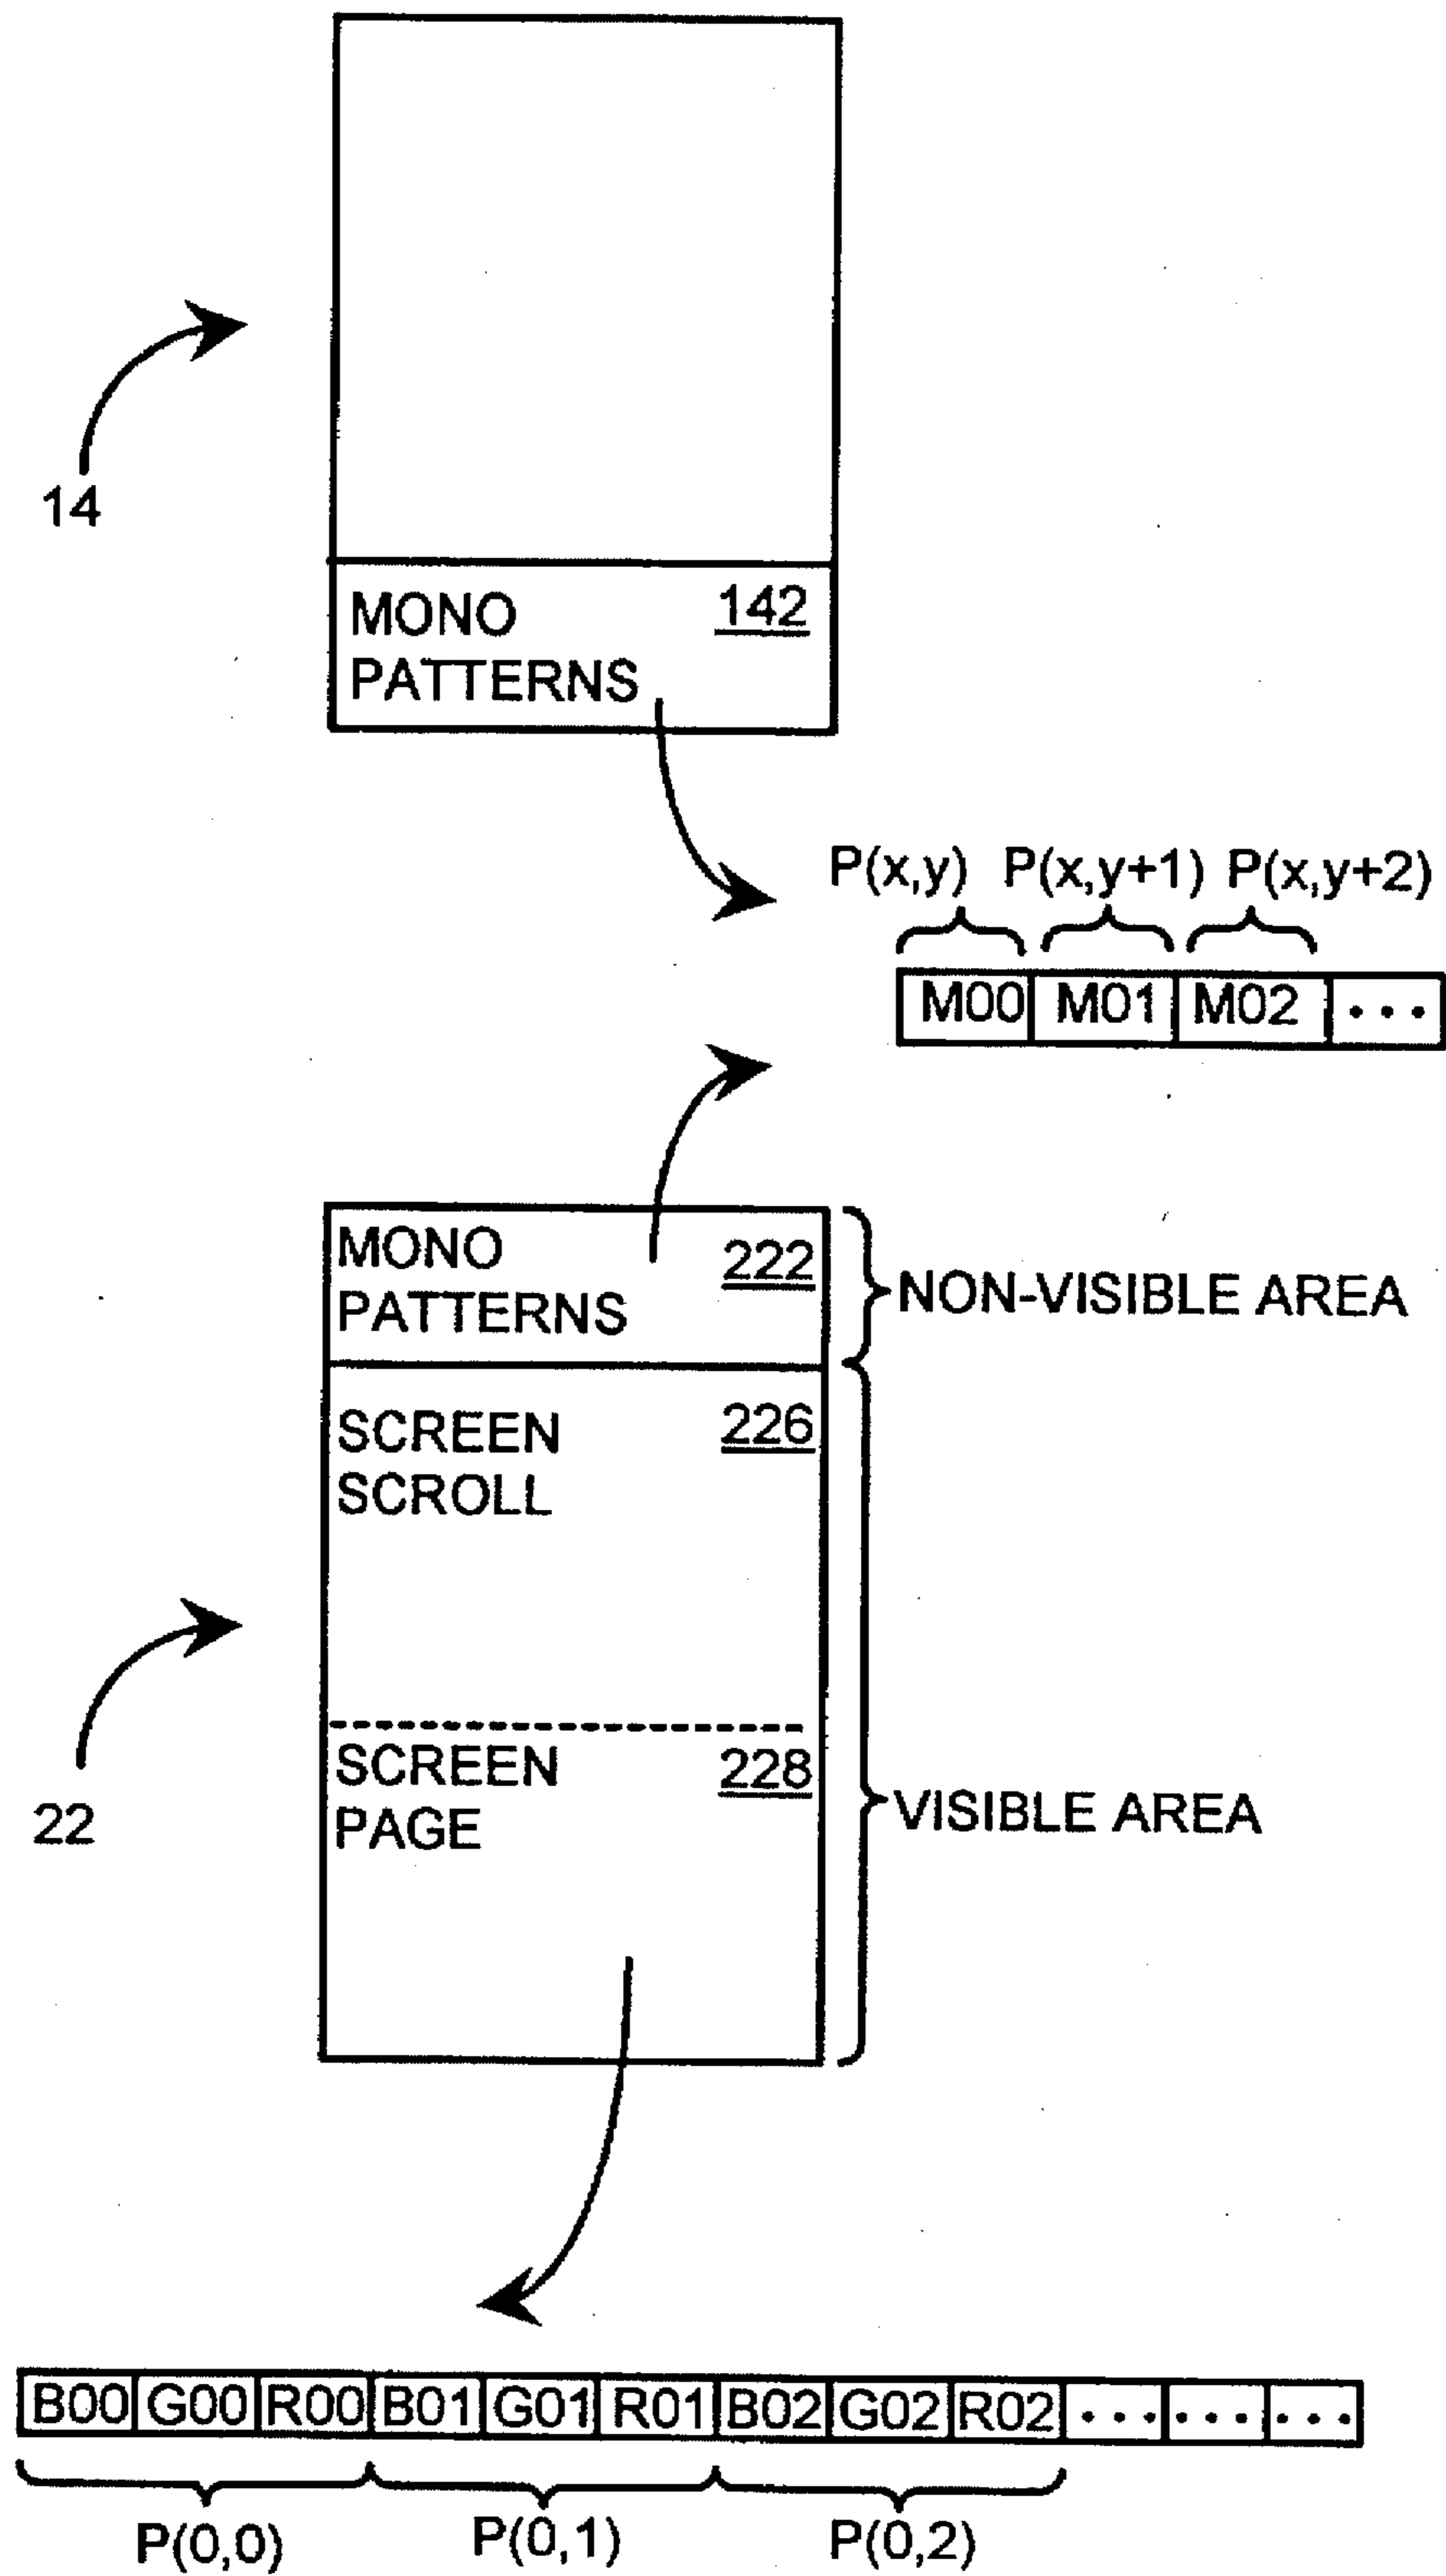 14
MONO 142
PATTERNS
P(x,y) P(x,y+1) P(x,y+2)
M00 M01 M02 •••
MONO 222
PATTERNS
NON-VISIBLE AREA
SCREEN 226
SCROLL
22
SCREEN 228
PAGE
VISIBLE AREA
B00 G00 R00 B01 G01 R01 B02 G02 R02 ••• ••• •••
P(0,0) P(0,1) P(0,2)